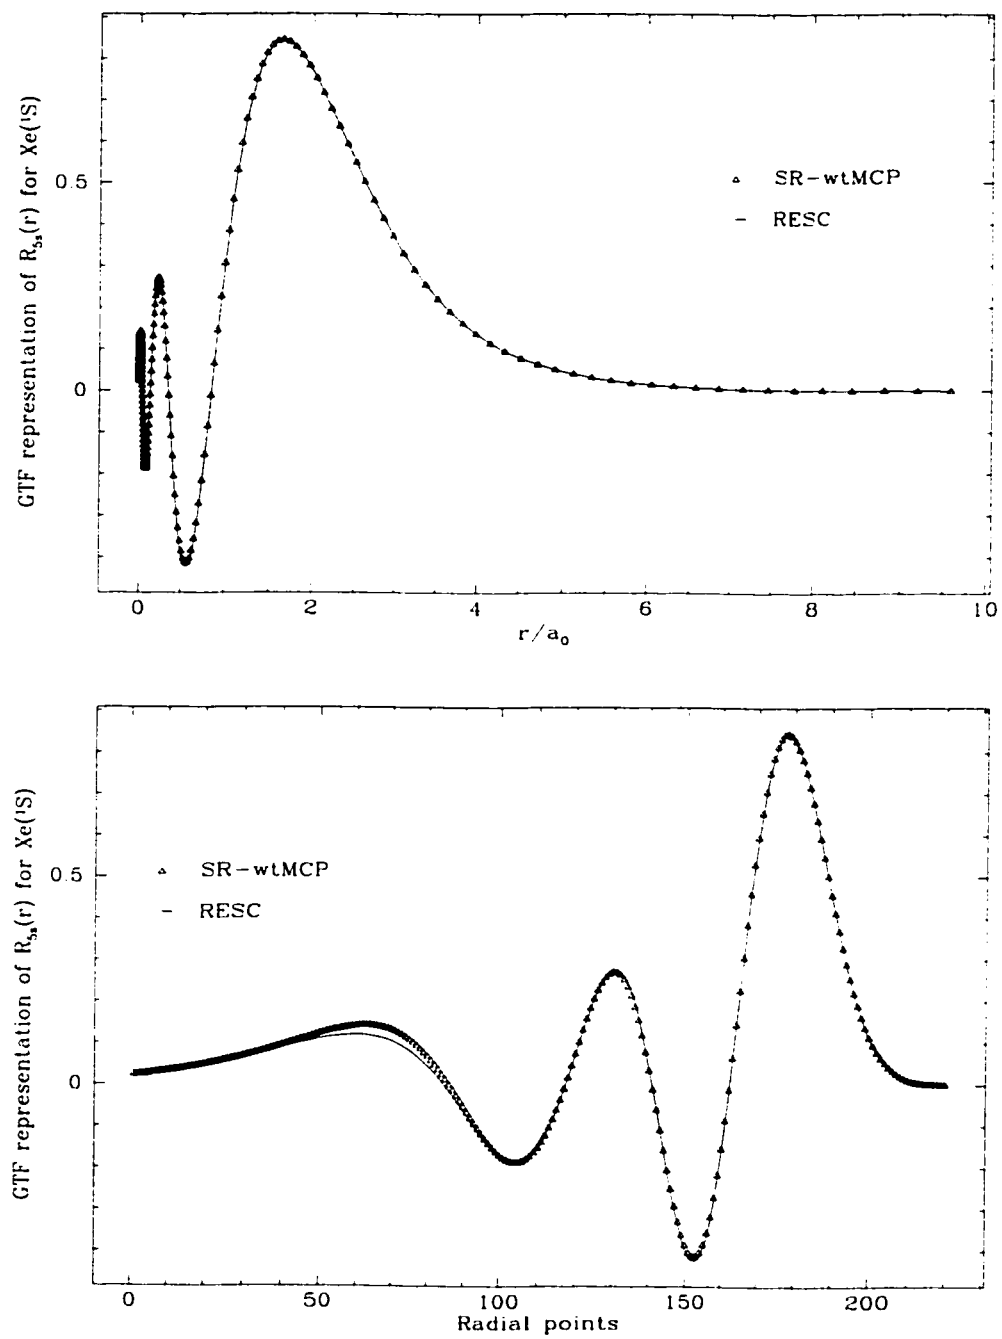 GTF representation of R₅ₛ(r) for Xe(¹S)
0.5
0
SR-wtMCP
RESC
0 2 4 6 8 10
r/a₀
GTF representation of R₅ₛ(r) for Xe(¹S)
0.5
0
SR-wtMCP
RESC
0 50 100 150 200
Radial points